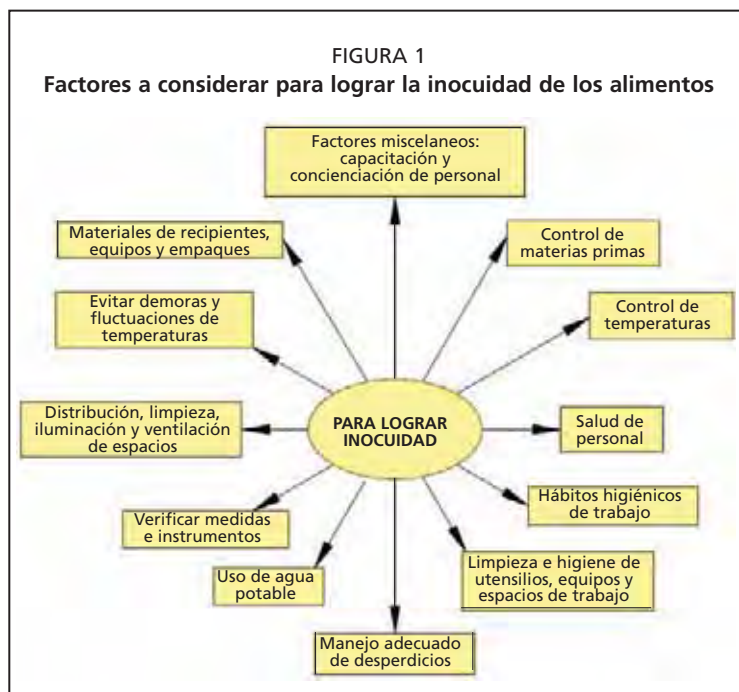 FIGURA 1
Factores a considerar para lograr la inocuidad de los alimentos
Factores miscelaneos:
capacitación y
concienciación de personal
Materiales de recipientes,
equipos y empaques
Control de
materias primas
Evitar demoras y
fluctuaciones de
temperaturas
Control de
temperaturas
Distribución, limpieza,
iluminación y ventilación
de espacios
PARA LOGRAR
INOCUIDAD
Salud de
personal
Verificar medidas
e instrumentos
Hábitos higiénicos
de trabajo
Uso de agua
potable
Limpieza e higiene de
utensilios, equipos y
espacios de trabajo
Manejo adecuado
de desperdicios